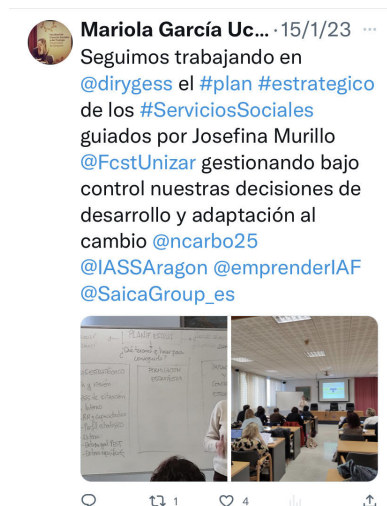 Mariola García Uc... · 15/1/23
Seguimos trabajando en
@dirygess el #plan #estrategico
de los #ServiciosSociales
guiados por Josefina Murillo
@FcstUnizar gestionando bajo
control nuestras decisiones de
desarrollo y adaptación al
cambio @ncarbo25
@IASSAragon @emprenderIAF
@SaicaGroup_es
1 4